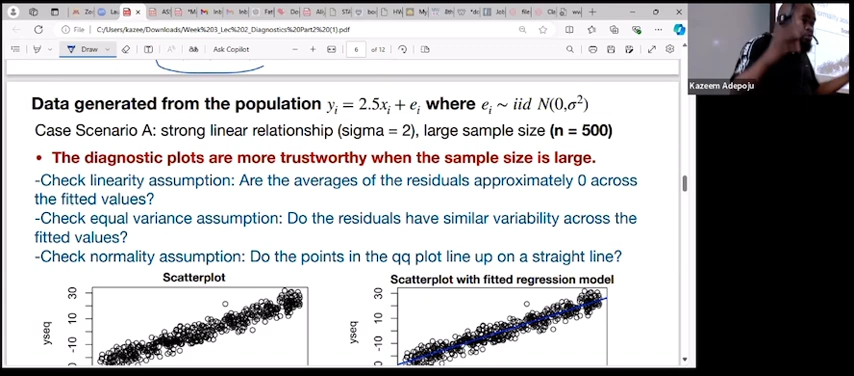 File
C:/Users/kazee/Downloads/Week%203_Lec%202_Diagnostics%20Part2%20(1).pdf
Draw
Ask Copilot
6
of 12
Kazeem Adepoju
Data generated from the population yᵢ = 2.5xᵢ + eᵢ where eᵢ ~ iid N(0,σ²)
Case Scenario A: strong linear relationship (sigma = 2), large sample size (n = 500)
• The diagnostic plots are more trustworthy when the sample size is large.
-Check linearity assumption: Are the averages of the residuals approximately 0 across
the fitted values?
-Check equal variance assumption: Do the residuals have similar variability across the
fitted values?
-Check normality assumption: Do the points in the qq plot line up on a straight line?
Scatterplot
Scatterplot with fitted regression model
yseq
30
10
-10
yseq
30
10
-10